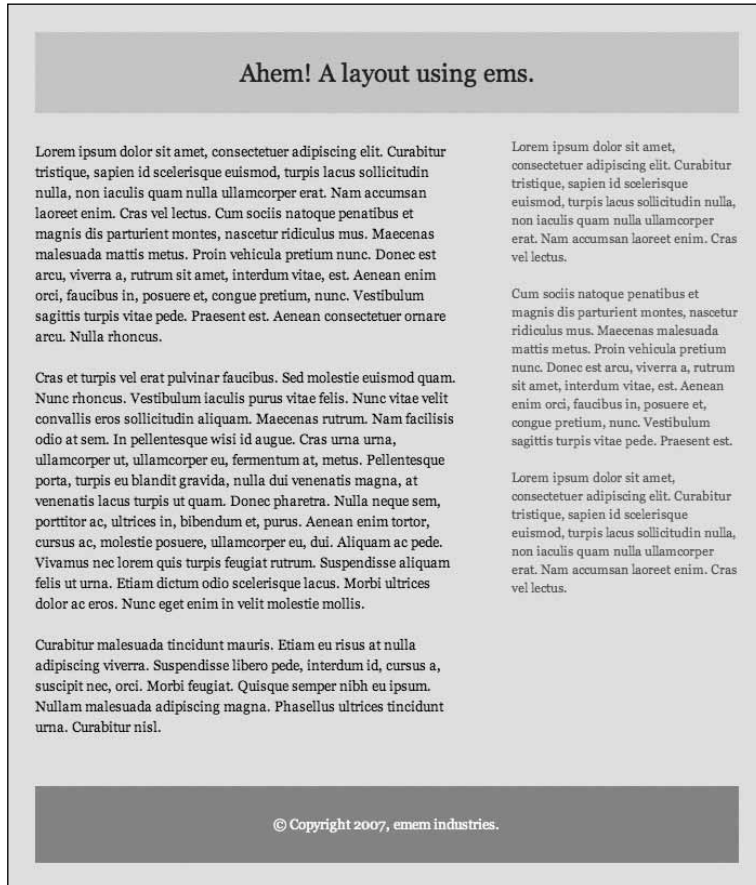 Ahem! A layout using ems.
Lorem ipsum dolor sit amet, consectetuer adipiscing elit. Curabitur
tristique, sapien id scelerisque euismod, turpis lacus sollicitudin
nulla, non iaculis quam nulla ullamcorper erat. Nam accumsan
laoreet enim. Cras vel lectus. Cum sociis natoque penatibus et
magnis dis parturient montes, nascetur ridiculus mus. Maecenas
malesuada mattis metus. Proin vehicula pretium nunc. Donec est
arcu, viverra a, rutrum sit amet, interdum vitae, est. Aenean enim
orci, faucibus in, posuere et, congue pretium, nunc. Vestibulum
sagittis turpis vitae pede. Praesent est. Aenean consectetuer ornare
arcu. Nulla rhoncus.
Cras et turpis vel erat pulvinar faucibus. Sed molestie euismod quam.
Nunc rhoncus. Vestibulum iaculis purus vitae felis. Nunc vitae velit
convallis eros sollicitudin aliquam. Maecenas rutrum. Nam facilisis
odio at sem. In pellentesque wisi id augue. Cras urna urna,
ullamcorper ut, ullamcorper eu, fermentum at, metus. Pellentesque
porta, turpis eu blandit gravida, nulla dui venenatis magna, at
venenatis lacus turpis ut quam. Donec pharetra. Nulla neque sem,
porttitor ac, ultrices in, bibendum et, purus. Aenean enim tortor,
cursus ac, molestie posuere, ullamcorper eu, dui. Aliquam ac pede.
Vivamus nec lorem quis turpis feugiat rutrum. Suspendisse aliquam
felis ut urna. Etiam dictum odio scelerisque lacus. Morbi ultrices
dolor ac eros. Nunc eget enim in velit molestie mollis.
Curabitur malesuada tincidunt mauris. Etiam eu risus at nulla
adipiscing viverra. Suspendisse libero pede, interdum id, cursus a,
suscipit nec, orci. Morbi feugiat. Quisque semper nibh eu ipsum.
Nullam malesuada adipiscing magna. Phasellus ultrices tincidunt
urna. Curabitur nisl.
Lorem ipsum dolor sit amet,
consectetuer adipiscing elit. Curabitur
tristique, sapien id scelerisque
euismod, turpis lacus sollicitudin nulla,
non iaculis quam nulla ullamcorper
erat. Nam accumsan laoreet enim. Cras
vel lectus.
Cum sociis natoque penatibus et
magnis dis parturient montes, nascetur
ridiculus mus. Maecenas malesuada
mattis metus. Proin vehicula pretium
nunc. Donec est arcu, viverra a, rutrum
sit amet, interdum vitae, est. Aenean
enim orci, faucibus in, posuere et,
congue pretium, nunc. Vestibulum
sagittis turpis vitae pede. Praesent est.
Lorem ipsum dolor sit amet,
consectetuer adipiscing elit. Curabitur
tristique, sapien id scelerisque
euismod, turpis lacus sollicitudin nulla,
non iaculis quam nulla ullamcorper
erat. Nam accumsan laoreet enim. Cras
vel lectus.
© Copyright 2007, emem industries.